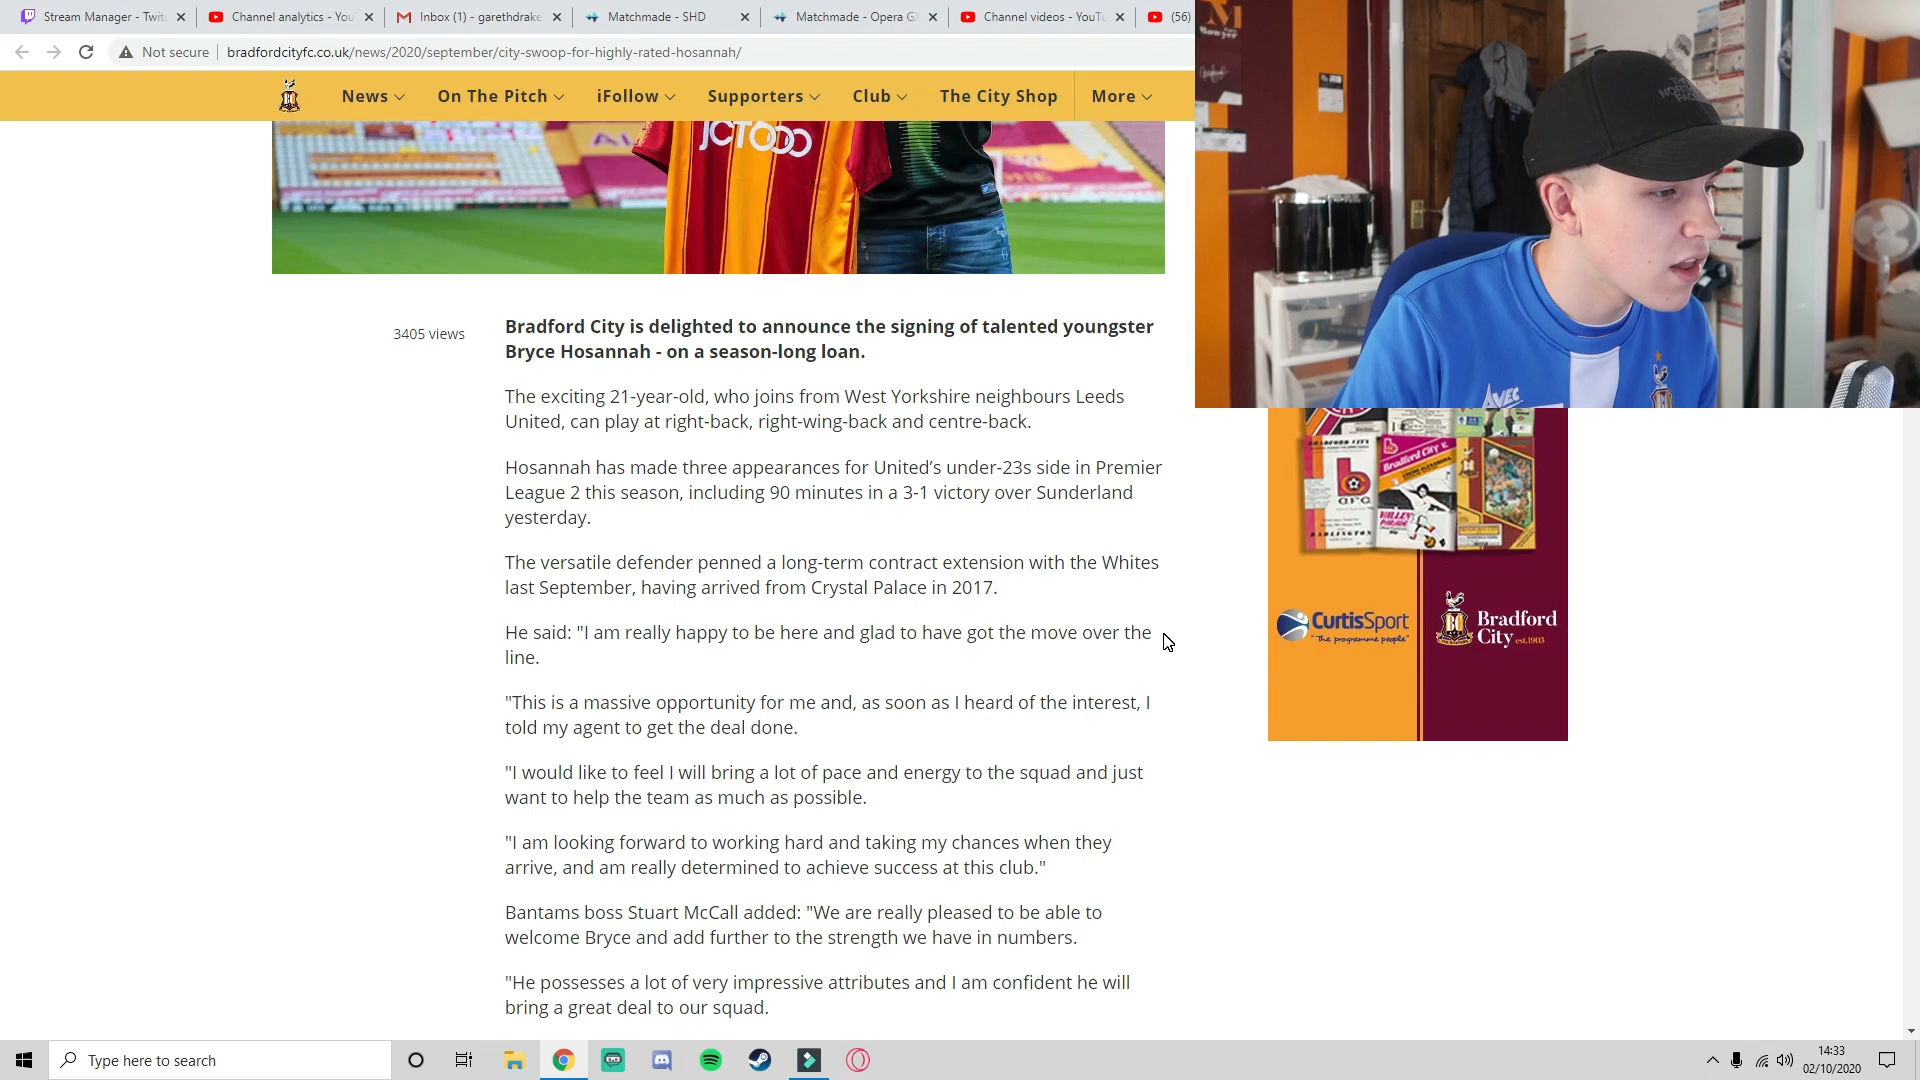 Stream Manager - Twit
Channel analytics - You
Inbox (1) - garethdrake
Matchmade - SHD
Matchmade - Opera GX
Channel videos - YouTu
(56)
Not secure
bradfordcityfc.co.uk/news/2020/september/city-swoop-for-highly-rated-hosannah/
News
On The Pitch
iFollow
Supporters
Club
The City Shop
More
JCT600
3405 views
Bradford City is delighted to announce the signing of talented youngster
Bryce Hosannah - on a season-long loan.
The exciting 21-year-old, who joins from West Yorkshire neighbours Leeds
United, can play at right-back, right-wing-back and centre-back.
Hosannah has made three appearances for United’s under-23s side in Premier
League 2 this season, including 90 minutes in a 3-1 victory over Sunderland
yesterday.
The versatile defender penned a long-term contract extension with the Whites
last September, having arrived from Crystal Palace in 2017.
He said: "I am really happy to be here and glad to have got the move over the
line.
"This is a massive opportunity for me and, as soon as I heard of the interest, I
told my agent to get the deal done.
"I would like to feel I will bring a lot of pace and energy to the squad and just
want to help the team as much as possible.
"I am looking forward to working hard and taking my chances when they
arrive, and am really determined to achieve success at this club."
Bantams boss Stuart McCall added: "We are really pleased to be able to
welcome Bryce and add further to the strength we have in numbers.
"He possesses a lot of very impressive attributes and I am confident he will
bring a great deal to our squad.
THE
NORTH
FACE
AVEC
Bradford City
DARLINGTON
CurtisSport
"The programme people"
Bradford
City est.1903
Type here to search
14:33
02/10/2020